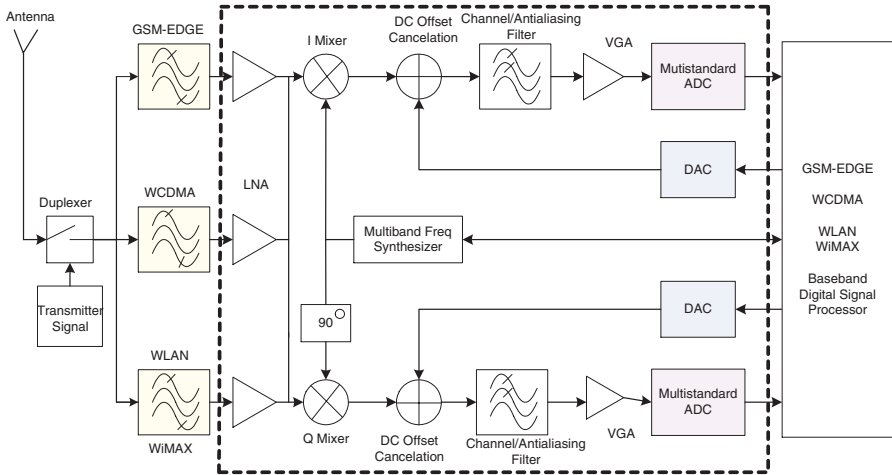 Antenna
GSM-EDGE
I Mixer
DC Offset
Cancelation
Channel/Antialiasing
Filter
VGA
Mutistandard
ADC
LNA
DAC
GSM-EDGE
WCDMA
WLAN
WiMAX
Baseband
Digital Signal
Processor
Duplexer
WCDMA
Multiband Freq
Synthesizer
Transmitter
Signal
90°
DAC
WLAN
WiMAX
Q Mixer
DC Offset
Cancelation
Channel/Antialiasing
Filter
VGA
Multistandard
ADC